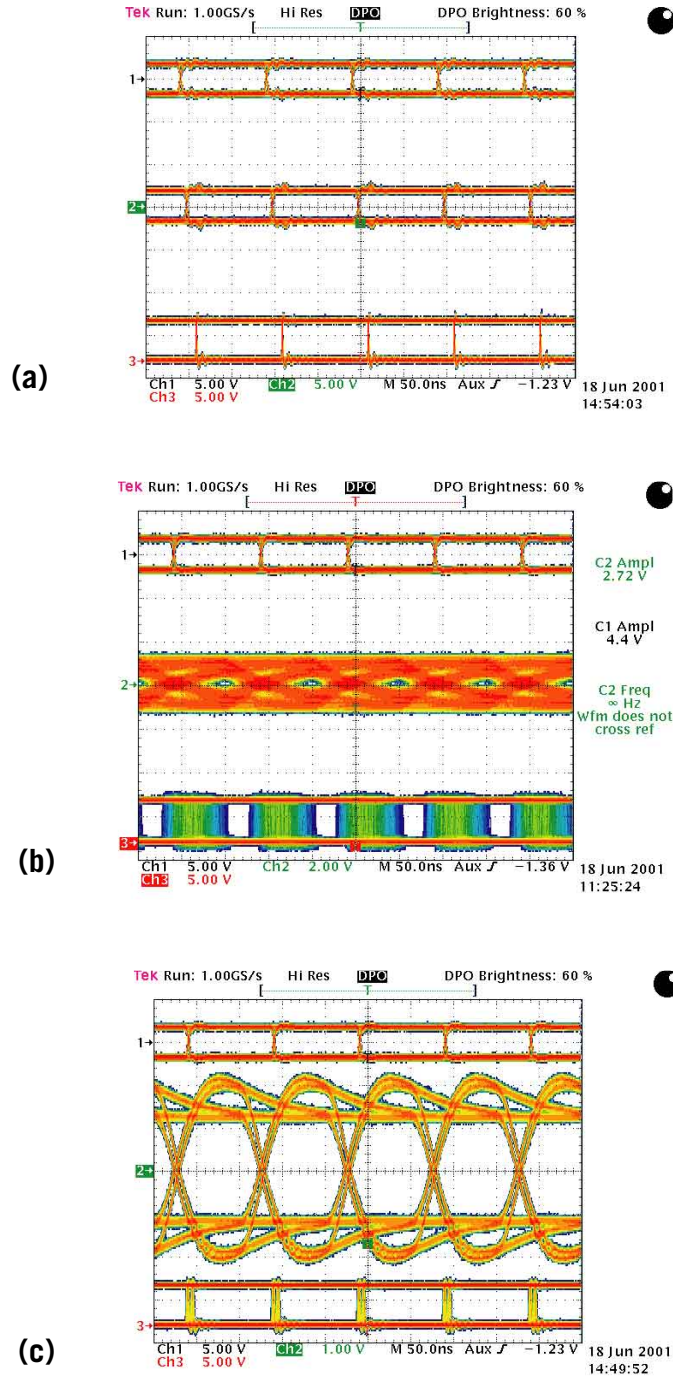 Tek Run: 1.00GS/s Hi Res DPO DPO Brightness: 60 %
[ T ]
1
2
3
(a)
Ch1 5.00 V Ch2 5.00 V M 50.0ns Aux ∫ −1.23 V
Ch3 5.00 V
18 Jun 2001
14:54:03
Tek Run: 1.00GS/s Hi Res DPO DPO Brightness: 60 %
[ T ]
1
C2 Ampl
2.72 V
C1 Ampl
4.4 V
2
C2 Freq
∞ Hz
Wfm does not
cross ref
3
(b)
Ch1 5.00 V Ch2 2.00 V M 50.0ns Aux ∫ −1.36 V
Ch3 5.00 V
18 Jun 2001
11:25:24
Tek Run: 1.00GS/s Hi Res DPO DPO Brightness: 60 %
[ T ]
1
2
3
(c)
Ch1 5.00 V Ch2 1.00 V M 50.0ns Aux ∫ −1.23 V
Ch3 5.00 V
18 Jun 2001
14:49:52